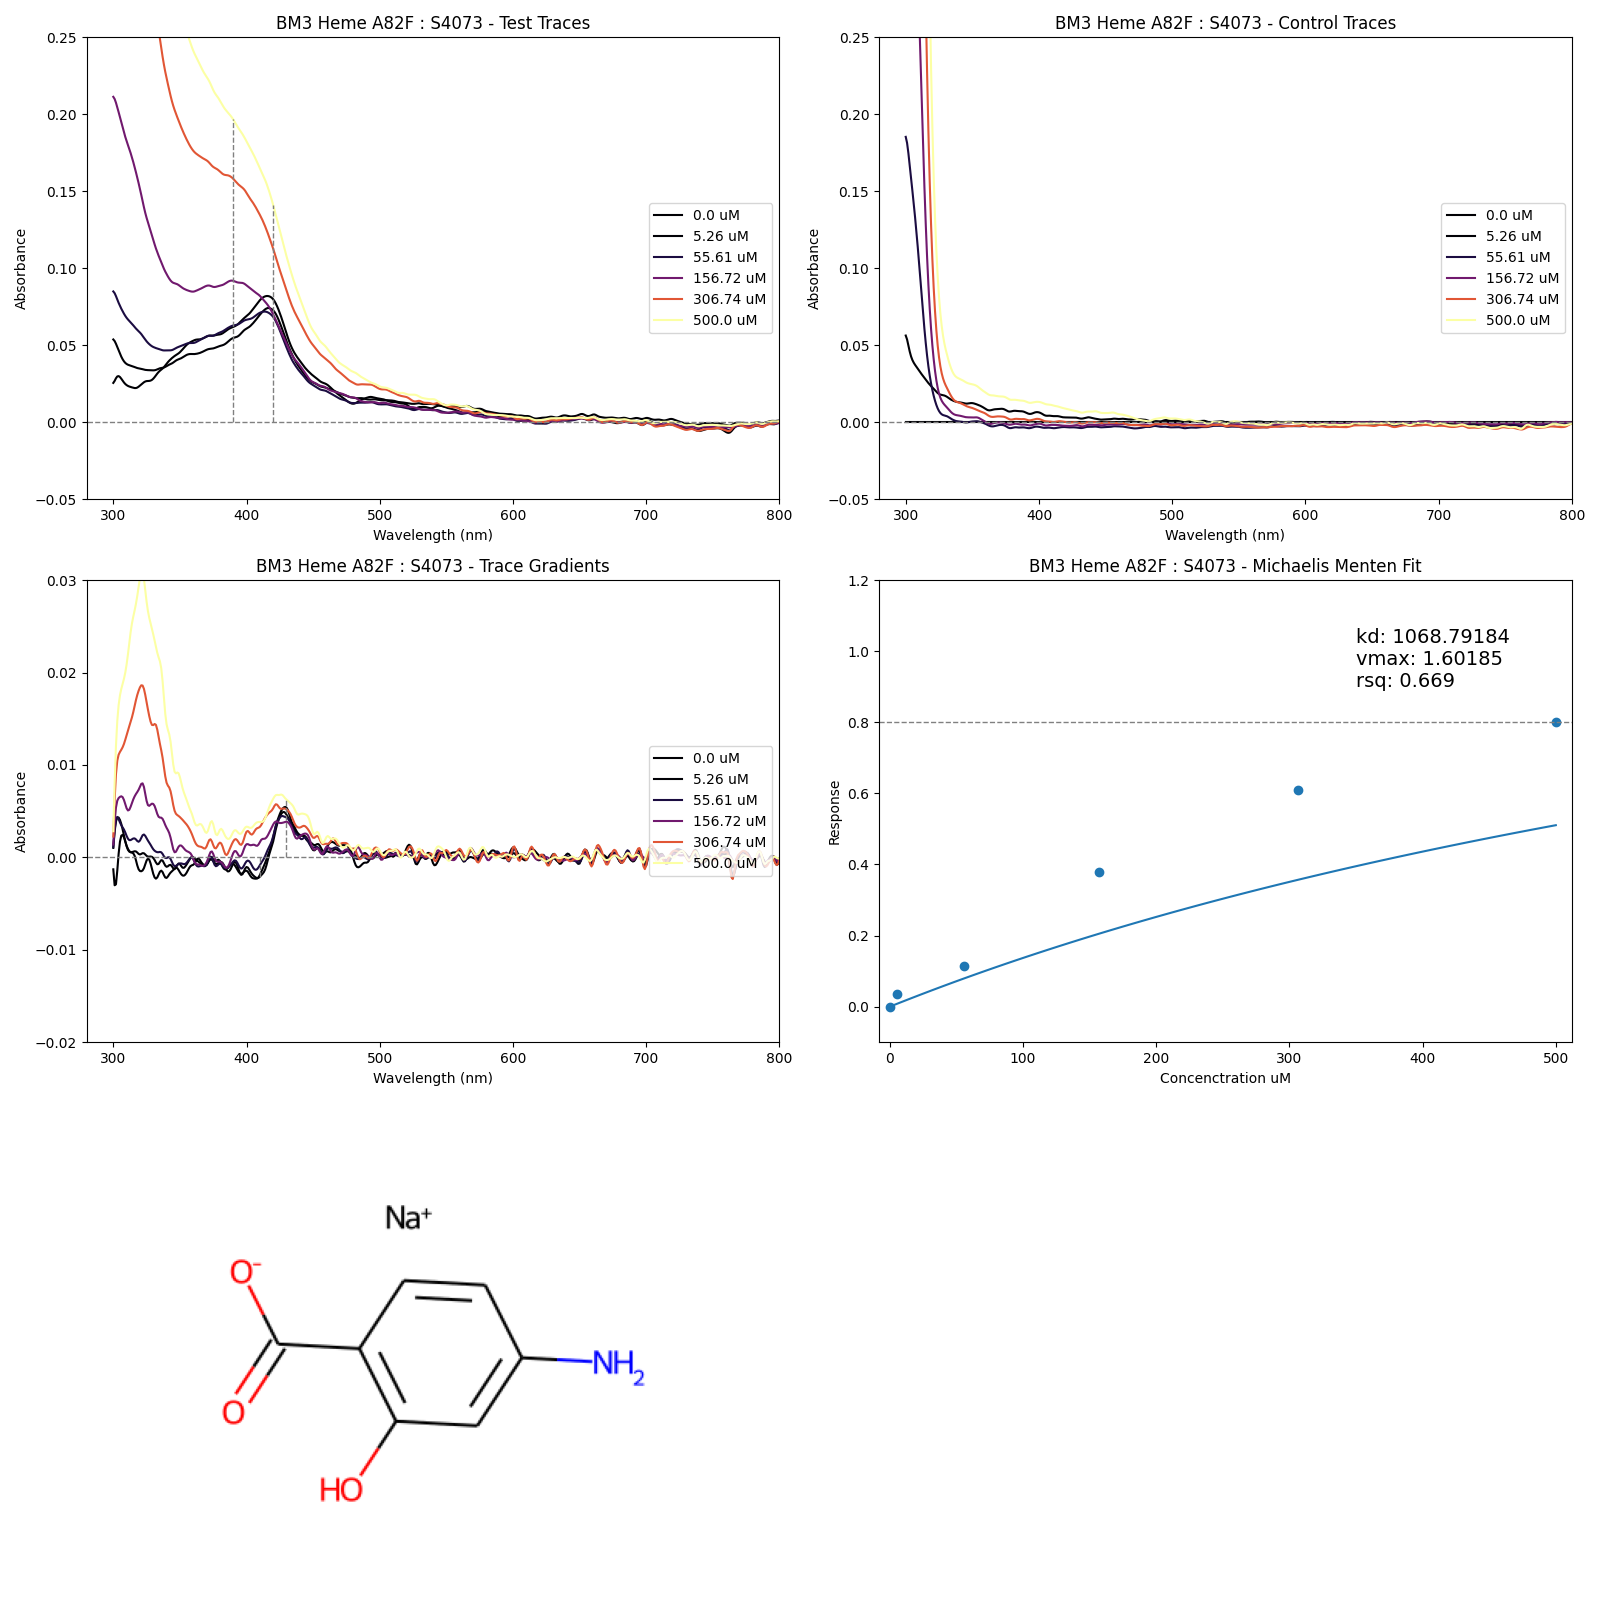 BM3 Heme A82F : S4073 - Test Traces
0.25
0.20
0.15
0.10
0.05
0.00
−0.05
Absorbance
300 400 500 600 700 800
Wavelength (nm)
0.0 uM
5.26 uM
55.61 uM
156.72 uM
306.74 uM
500.0 uM
BM3 Heme A82F : S4073 - Control Traces
0.25
0.20
0.15
0.10
0.05
0.00
−0.05
Absorbance
300 400 500 600 700 800
Wavelength (nm)
0.0 uM
5.26 uM
55.61 uM
156.72 uM
306.74 uM
500.0 uM
BM3 Heme A82F : S4073 - Trace Gradients
0.03
0.02
0.01
0.00
−0.01
−0.02
Absorbance
300 400 500 600 700 800
Wavelength (nm)
0.0 uM
5.26 uM
55.61 uM
156.72 uM
306.74 uM
500.0 uM
BM3 Heme A82F : S4073 - Michaelis Menten Fit
1.2
1.0
0.8
0.6
0.4
0.2
0.0
Response
kd: 1068.79184
vmax: 1.60185
rsq: 0.669
0 100 200 300 400 500
Concenctration uM
Na+
O−
O
NH2
HO